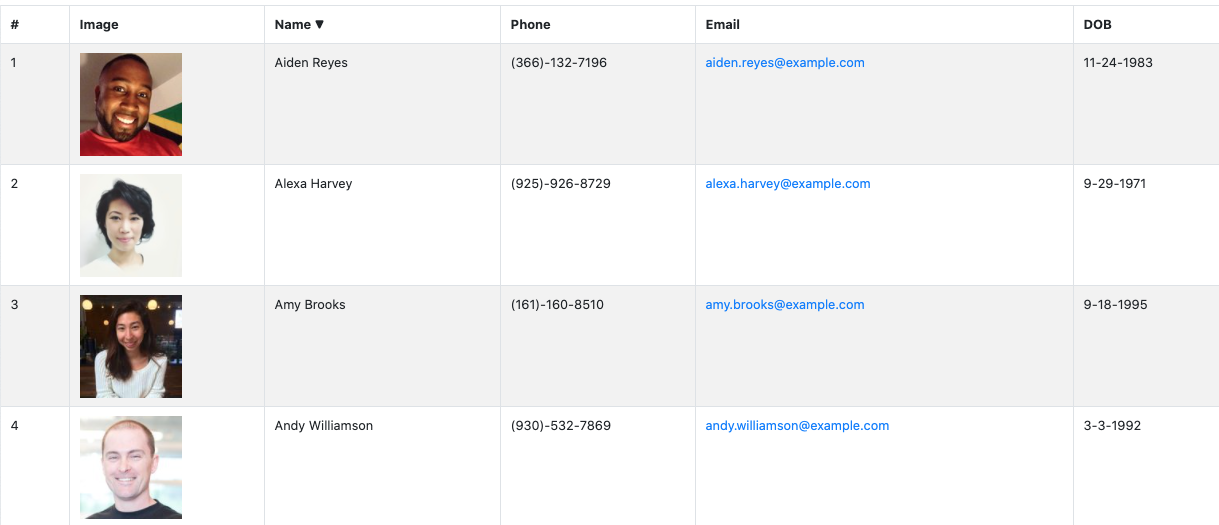 # Image Name ▼ Phone Email DOB
1 Aiden Reyes (366)-132-7196 aiden.reyes@example.com 11-24-1983
2 Alexa Harvey (925)-926-8729 alexa.harvey@example.com 9-29-1971
3 Amy Brooks (161)-160-8510 amy.brooks@example.com 9-18-1995
4 Andy Williamson (930)-532-7869 andy.williamson@example.com 3-3-1992